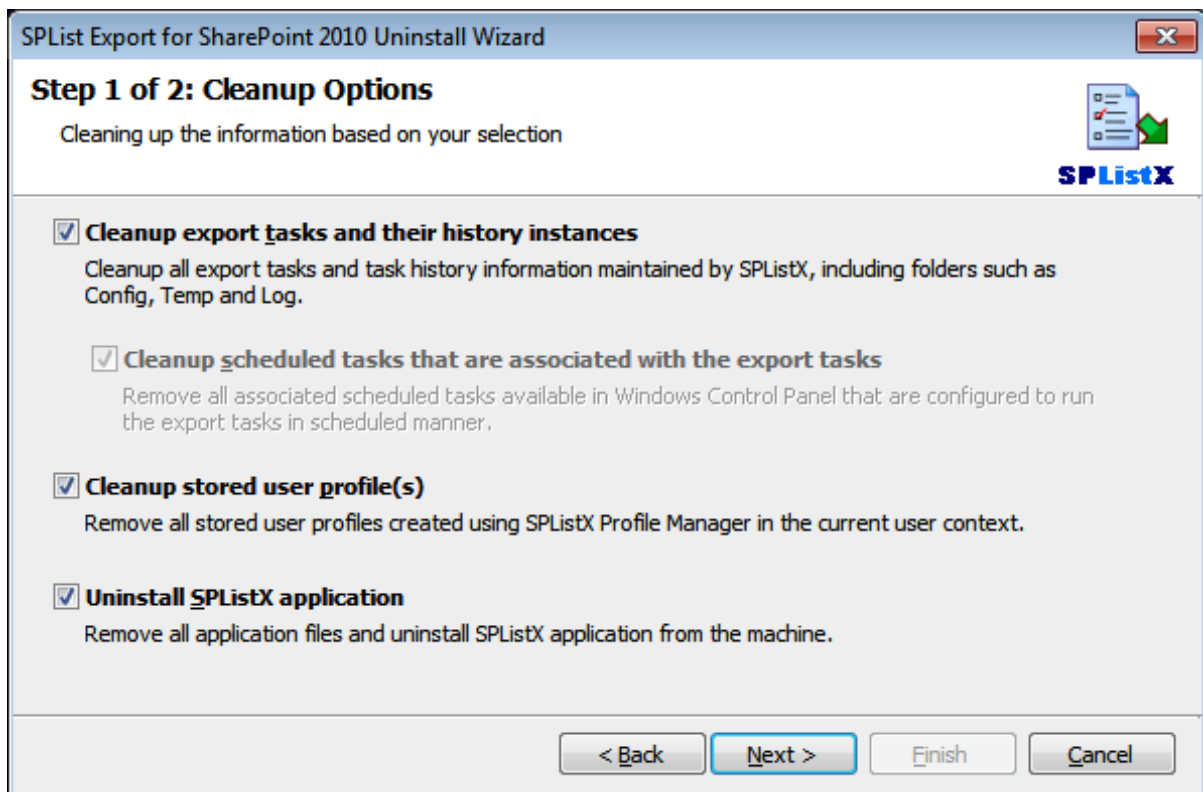 SPList Export for SharePoint 2010 Uninstall Wizard
Step 1 of 2: Cleanup Options
Cleaning up the information based on your selection
SPListX
Cleanup export tasks and their history instances
Cleanup all export tasks and task history information maintained by SPListX, including folders such as
Config, Temp and Log.
Cleanup scheduled tasks that are associated with the export tasks
Remove all associated scheduled tasks available in Windows Control Panel that are configured to run
the export tasks in scheduled manner.
Cleanup stored user profile(s)
Remove all stored user profiles created using SPListX Profile Manager in the current user context.
Uninstall SPListX application
Remove all application files and uninstall SPListX application from the machine.
< Back Next > Finish Cancel